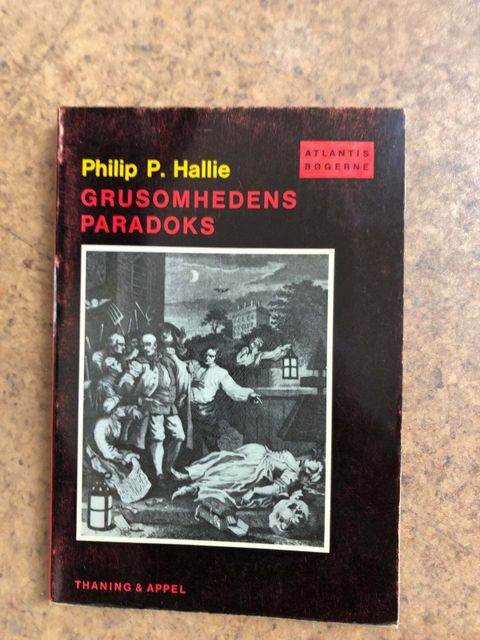 Philip P. Hallie
GRUSOMHEDENS
PARADOKS
ATLANTIS
BØGERNE
THANING & APPEL